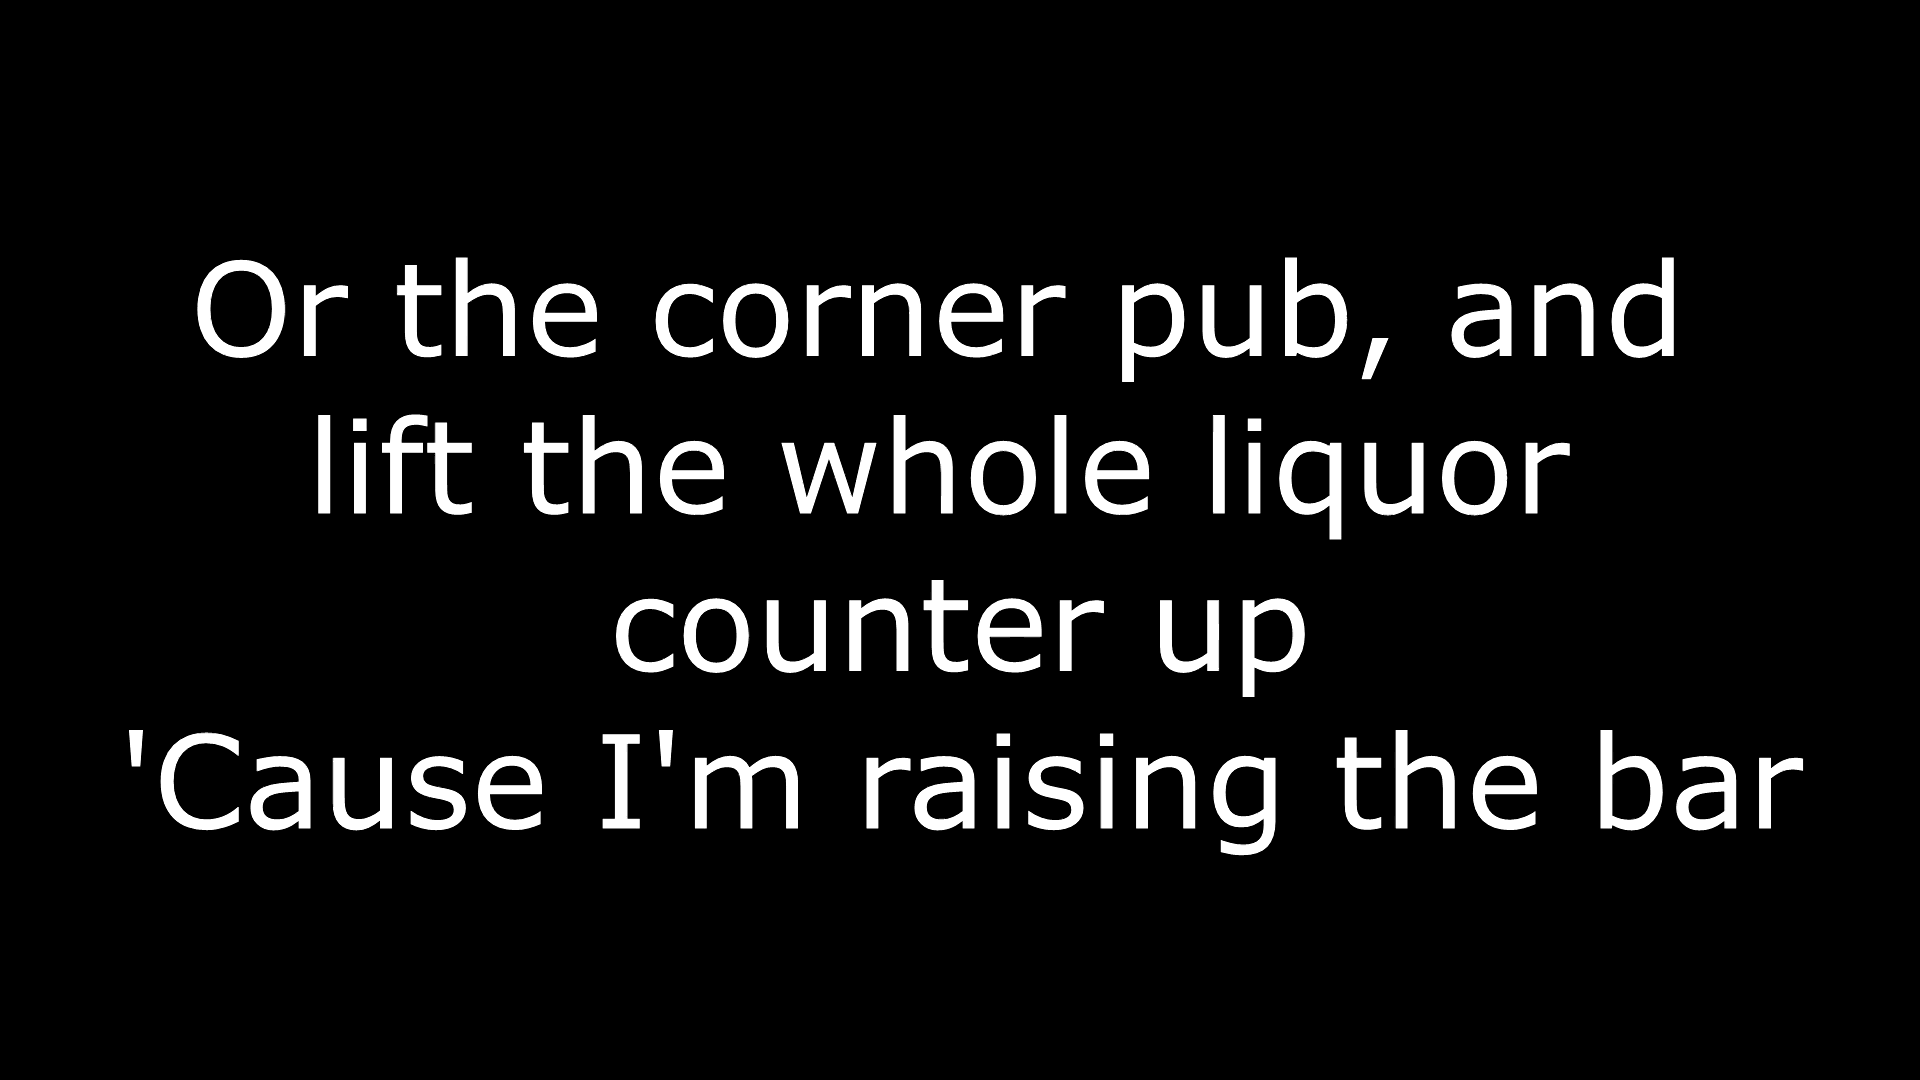 Or the corner pub, and
lift the whole liquor
counter up
'Cause I'm raising the bar